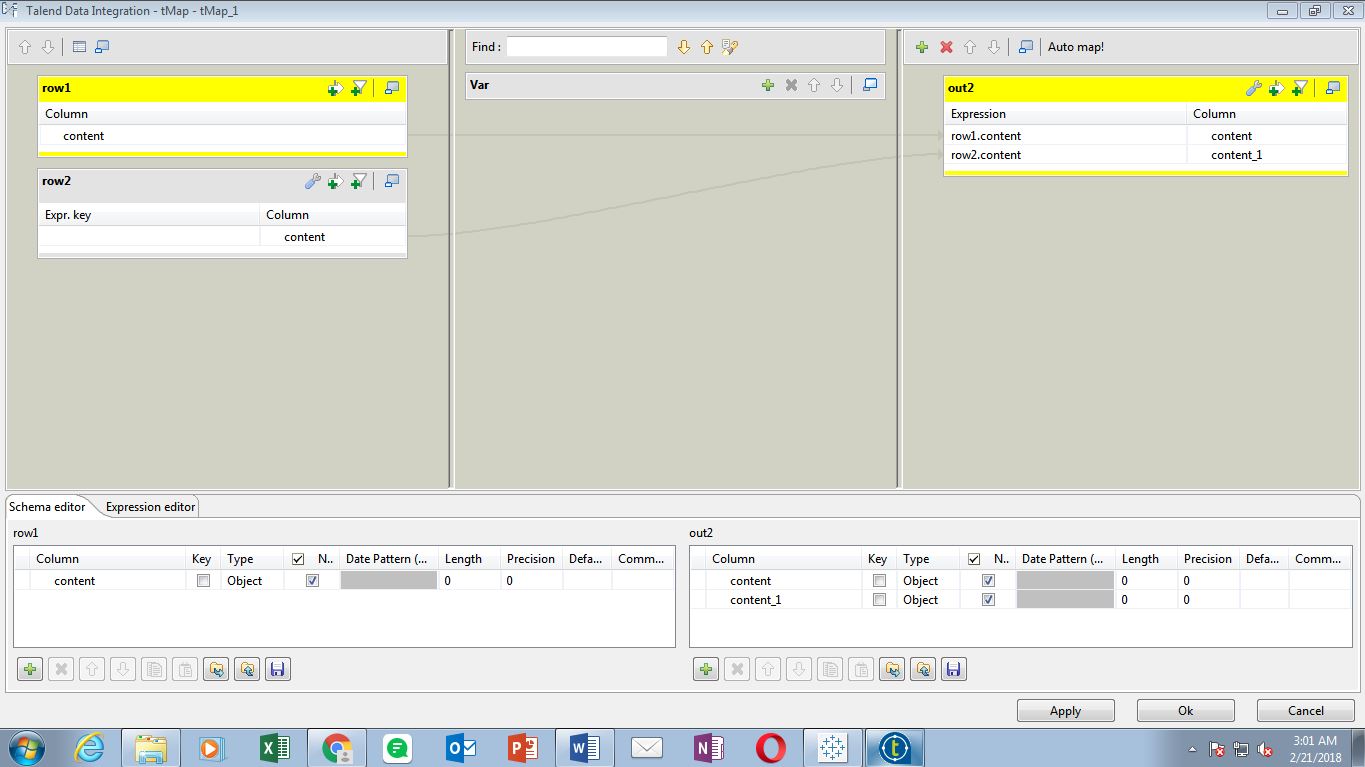 Talend Data Integration - tMap - tMap_1
Find :
Auto map!
row1
Column
content
row2
Expr. key Column
content
Var
out2
Expression Column
row1.content content
row2.content content_1
Schema editor Expression editor
row1
Column Key Type N.. Date Pattern (... Length Precision Defa... Comm...
content Object 0 0
out2
Column Key Type N.. Date Pattern (... Length Precision Defa... Comm...
content Object 0 0
content_1 Object 0 0
Apply Ok Cancel
3:01 AM
2/21/2018